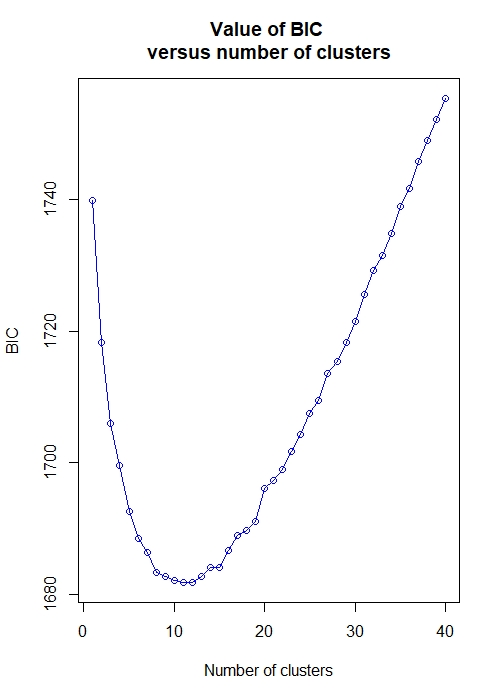 Value of BIC
versus number of clusters
1740
1720
1700
1680
BIC
0 10 20 30 40
Number of clusters